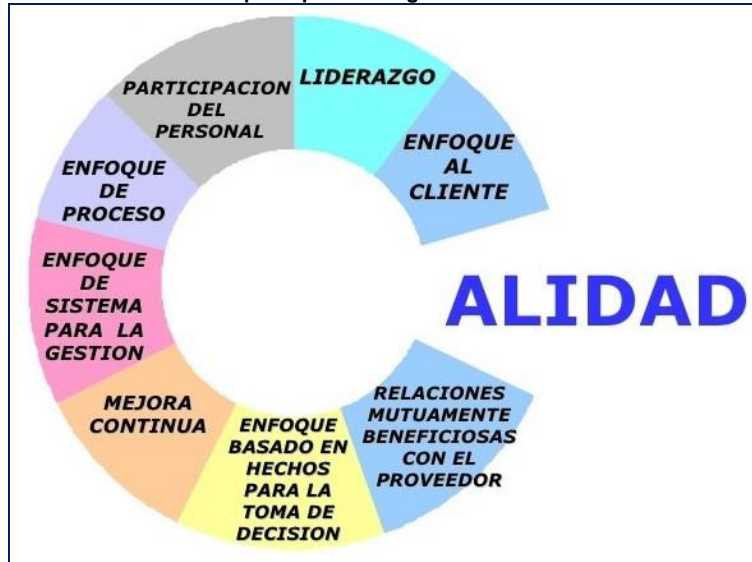 LIDERAZGO
ENFOQUE
AL
CLIENTE
PARTICIPACION
DEL
PERSONAL
ENFOQUE
DE
PROCESO
ENFOQUE
DE
SISTEMA
PARA LA
GESTION
MEJORA
CONTINUA
ENFOQUE
BASADO EN
HECHOS
PARA LA
TOMA DE
DECISION
RELACIONES
MUTUAMENTE
BENEFICIOSAS
CON EL
PROVEEDOR
ALIDAD